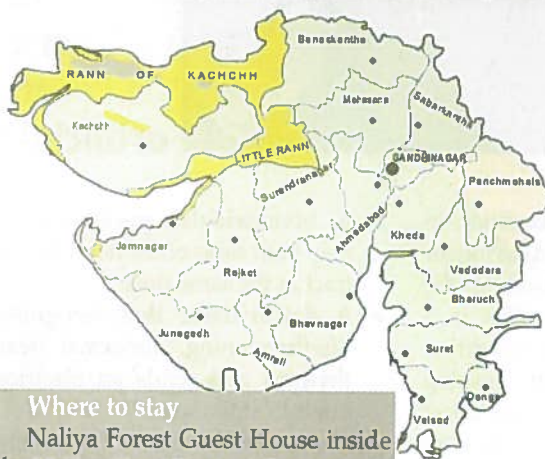 Banaskantha
RANN OF KACHCHH
Mehsana
Sabarkantha
Kachchh
LITTLE RANN
GANDHINAGAR
Surendranagar
Panchmahals
Ahmedabad
Kheda
Jamnagar
Vadodara
Rajkot
Bharuch
Junagadh
Bhavnagar
Amreli
Surat
Dangs
Valsad
Where to stay
Naliya Forest Guest House inside